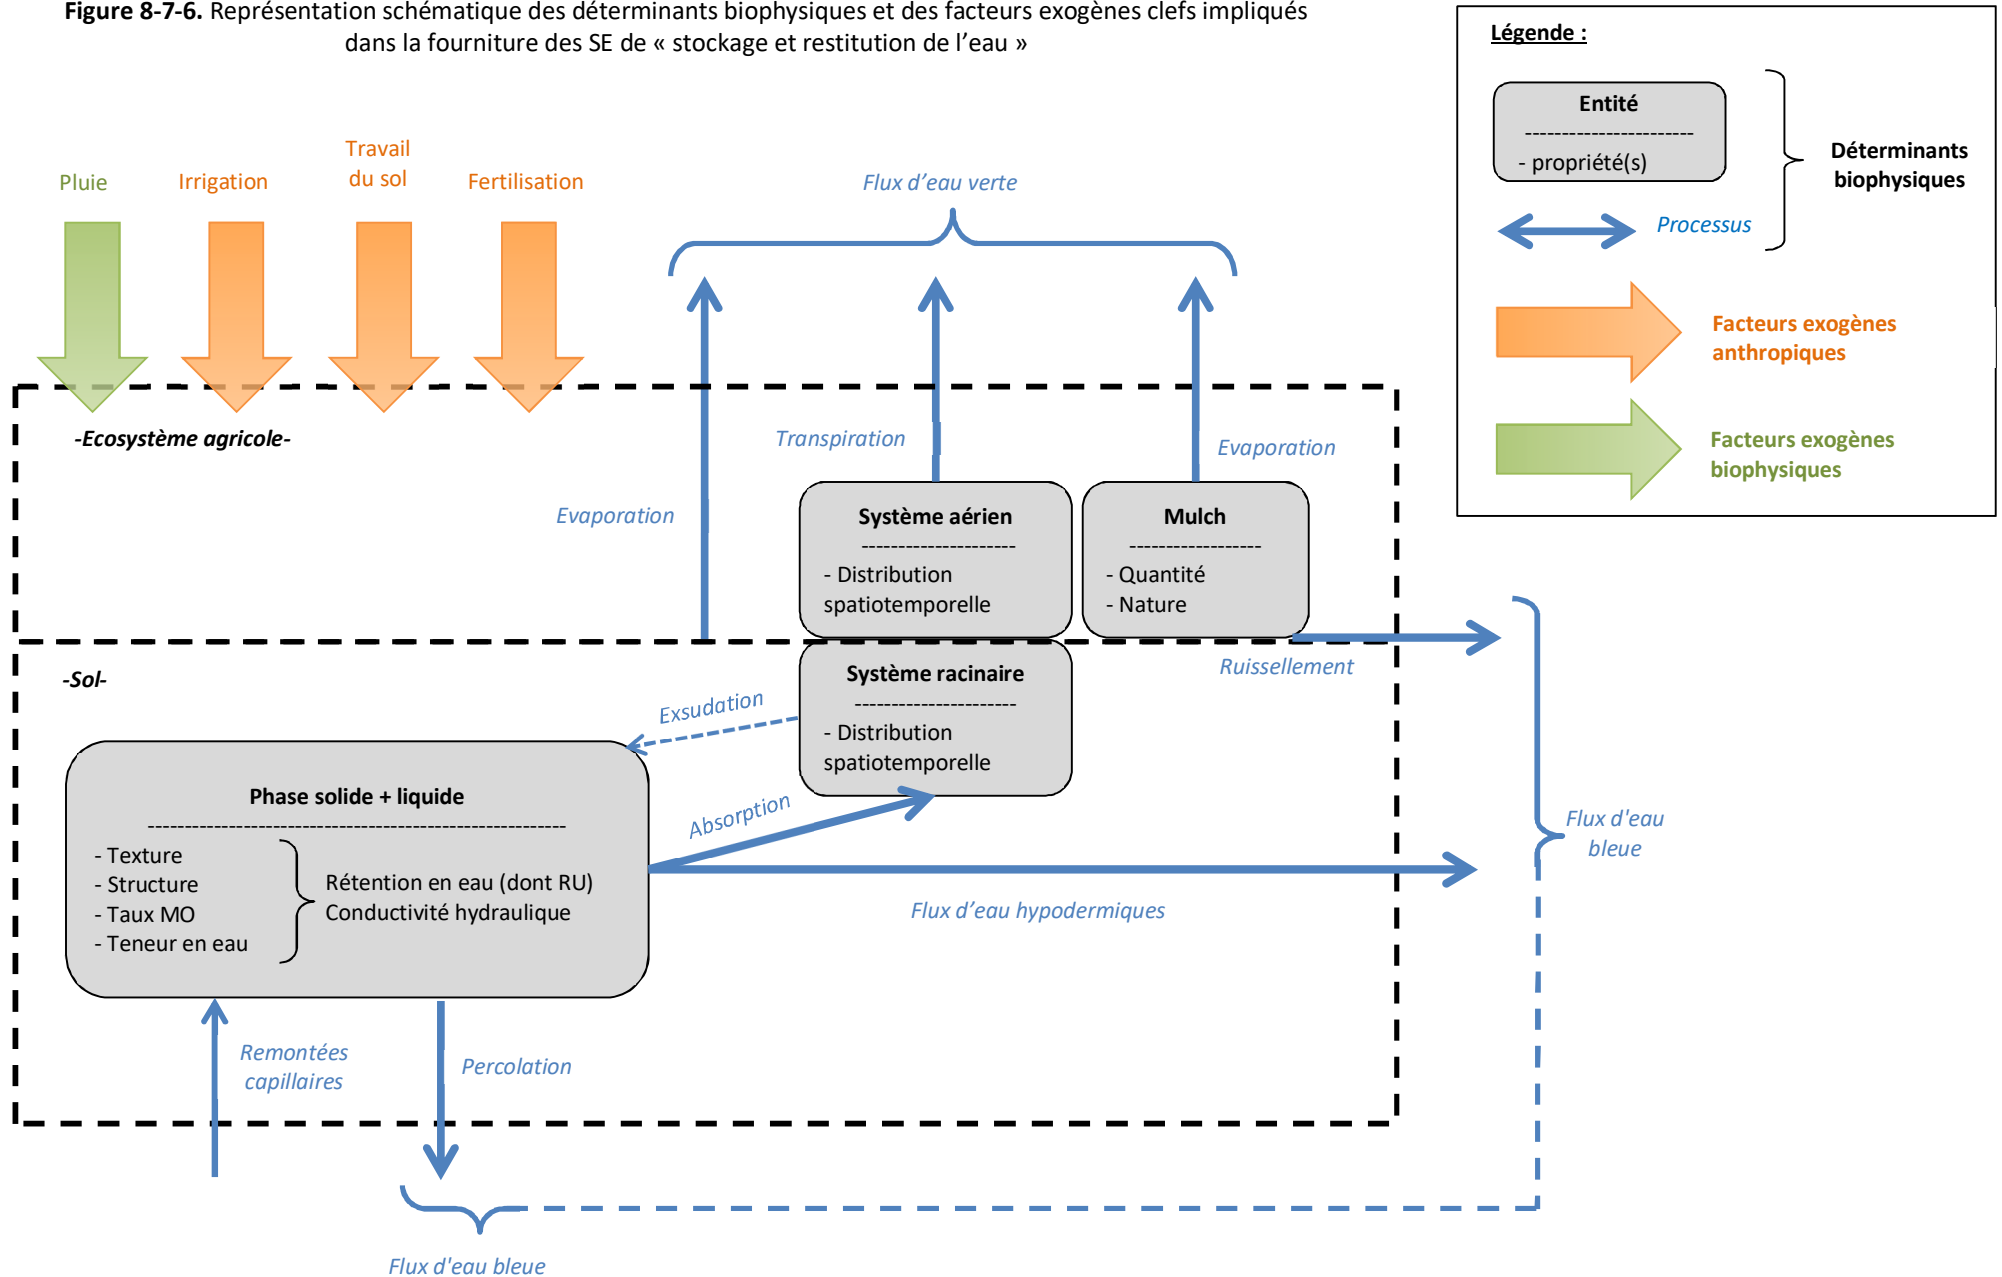 Figure 8-7-6. Représentation schématique des déterminants biophysiques et des facteurs exogènes clefs impliqués
dans la fourniture des SE de « stockage et restitution de l’eau »
Légende :
Entité
- propriété(s)
Déterminants
biophysiques
Processus
Facteurs exogènes
anthropiques
Facteurs exogènes
biophysiques
Pluie
Irrigation
Travail
du sol
Fertilisation
Flux d’eau verte
-Ecosystème agricole-
Transpiration
Evaporation
Evaporation
Système aérien
- Distribution
spatiotemporelle
Mulch
- Quantité
- Nature
Ruissellement
-Sol-
Système racinaire
- Distribution
spatiotemporelle
Exsudation
Absorption
Phase solide + liquide
- Texture
- Structure
- Taux MO
- Teneur en eau
Rétention en eau (dont RU)
Conductivité hydraulique
Flux d’eau hypodermiques
Flux d'eau
bleue
Remontées
capillaires
Percolation
Flux d'eau bleue